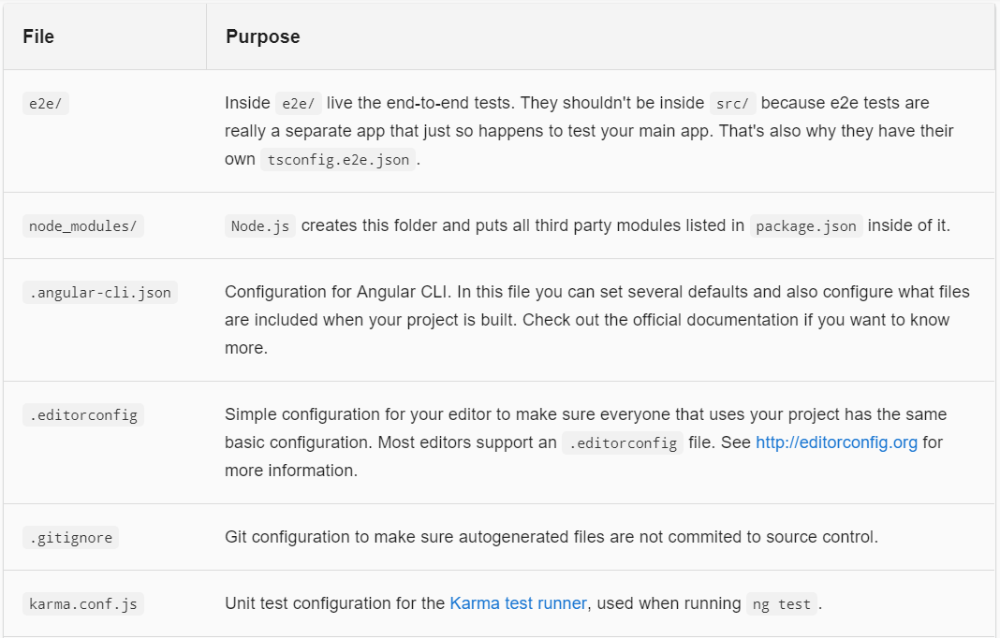 File Purpose
e2e/ Inside e2e/ live the end-to-end tests. They shouldn't be inside src/ because e2e tests are
really a separate app that just so happens to test your main app. That's also why they have their
own tsconfig.e2e.json .
node_modules/ Node.js creates this folder and puts all third party modules listed in package.json inside of it.
.angular-cli.json Configuration for Angular CLI. In this file you can set several defaults and also configure what files
are included when your project is built. Check out the official documentation if you want to know
more.
.editorconfig Simple configuration for your editor to make sure everyone that uses your project has the same
basic configuration. Most editors support an .editorconfig file. See http://editorconfig.org for
more information.
.gitignore Git configuration to make sure autogenerated files are not commited to source control.
karma.conf.js Unit test configuration for the Karma test runner, used when running ng test .